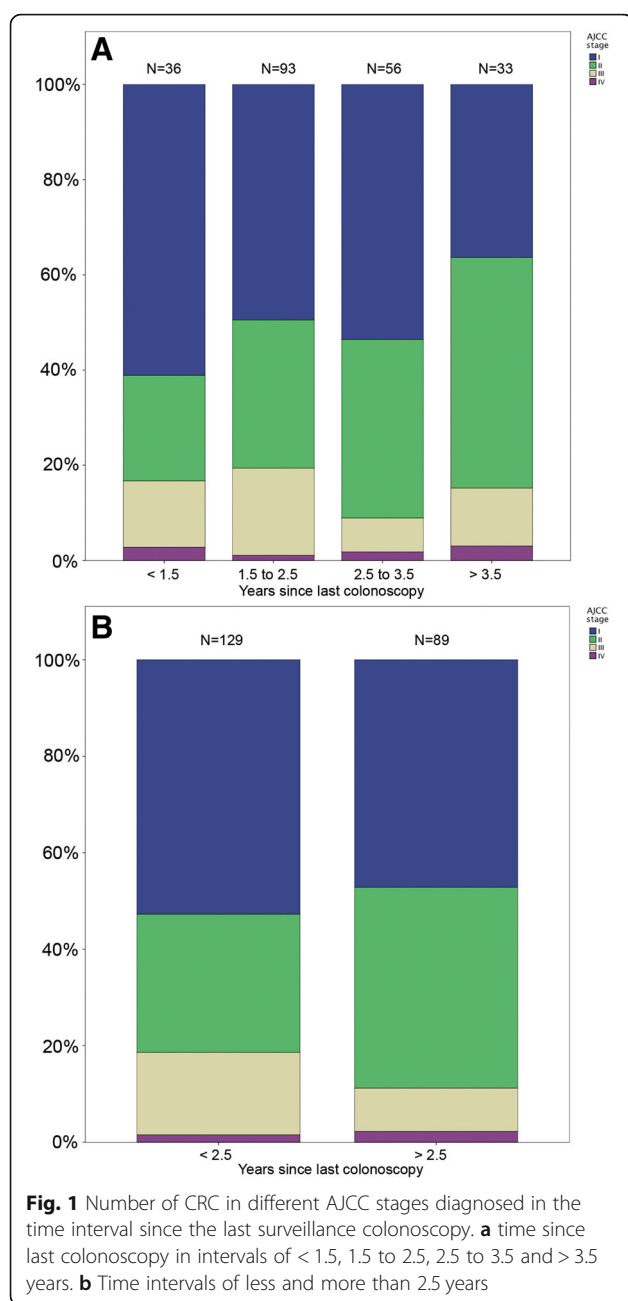 A
AJCC
stage
I
II
III
IV
N=36 N=93 N=56 N=33
100%
80%
60%
40%
20%
0%
< 1.5 1.5 to 2.5 2.5 to 3.5 > 3.5
Years since last colonoscopy
B
AJCC
stage
I
II
III
IV
N=129 N=89
100%
80%
60%
40%
20%
0%
< 2.5 > 2.5
Years since last colonoscopy
Fig. 1 Number of CRC in different AJCC stages diagnosed in the
time interval since the last surveillance colonoscopy. a time since
last colonoscopy in intervals of < 1.5, 1.5 to 2.5, 2.5 to 3.5 and > 3.5
years. b Time intervals of less and more than 2.5 years